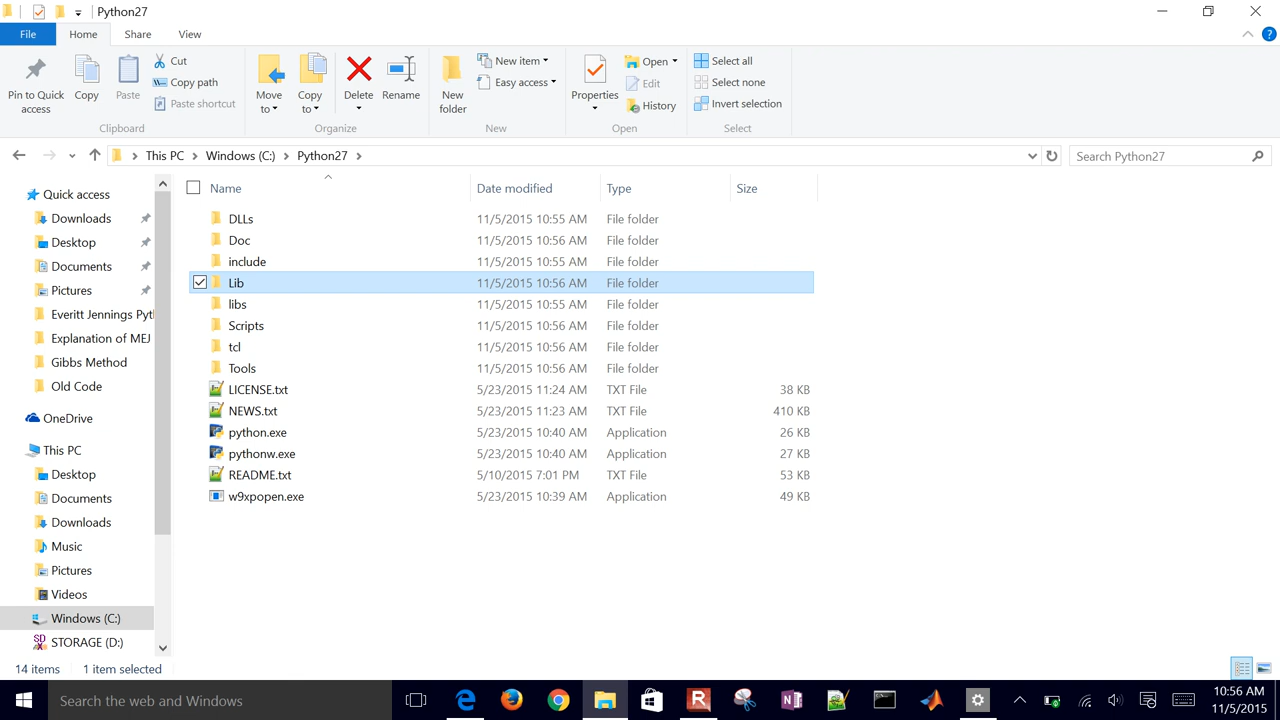 Python27
File Home Share View
Pin to Quick access
Copy
Paste
Cut
Copy path
Paste shortcut
Clipboard
Move to
Copy to
Delete
Rename
Organize
New folder
New item
Easy access
New
Properties
Open
Edit
History
Open
Select all
Select none
Invert selection
Select
This PC Windows (C:) Python27
Search Python27
Quick access
Downloads
Desktop
Documents
Pictures
Everitt Jennings Pyt
Explanation of MEJ
Gibbs Method
Old Code
OneDrive
This PC
Desktop
Documents
Downloads
Music
Pictures
Videos
Windows (C:)
STORAGE (D:)
Name Date modified Type Size
DLLs 11/5/2015 10:55 AM File folder
Doc 11/5/2015 10:56 AM File folder
include 11/5/2015 10:55 AM File folder
Lib 11/5/2015 10:56 AM File folder
libs 11/5/2015 10:55 AM File folder
Scripts 11/5/2015 10:56 AM File folder
tcl 11/5/2015 10:56 AM File folder
Tools 11/5/2015 10:56 AM File folder
LICENSE.txt 5/23/2015 11:24 AM TXT File 38 KB
NEWS.txt 5/23/2015 11:23 AM TXT File 410 KB
python.exe 5/23/2015 10:40 AM Application 26 KB
pythonw.exe 5/23/2015 10:40 AM Application 27 KB
README.txt 5/10/2015 7:01 PM TXT File 53 KB
w9xpopen.exe 5/23/2015 10:39 AM Application 49 KB
14 items 1 item selected
Search the web and Windows
10:56 AM
11/5/2015